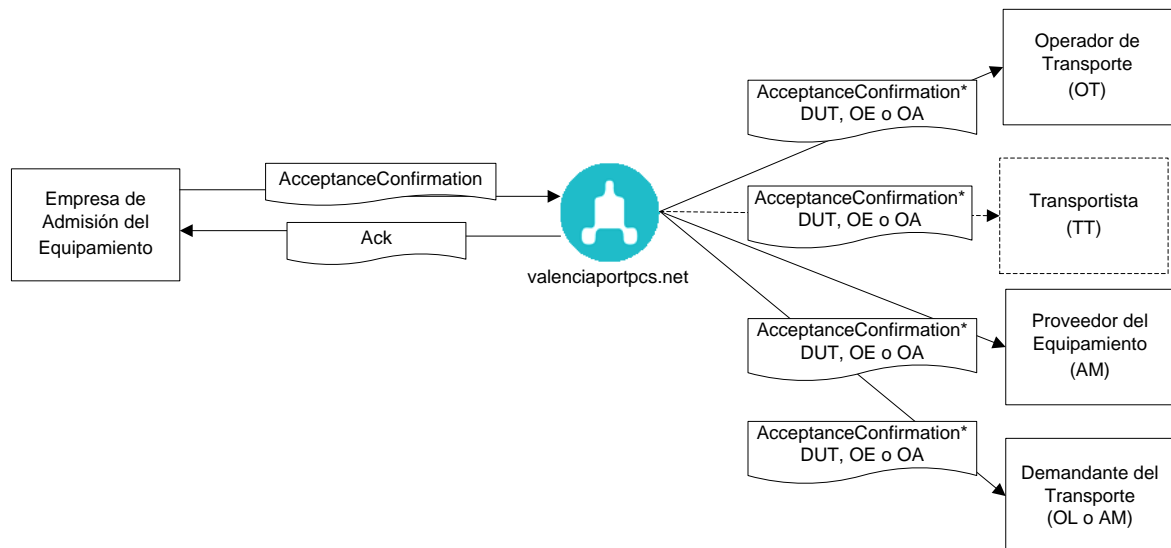 Empresa de
Admisión del
Equipamiento
AcceptanceConfirmation
Ack
valenciaportpcs.net
AcceptanceConfirmation*
DUT, OE o OA
Operador de
Transporte
(OT)
AcceptanceConfirmation*
DUT, OE o OA
Transportista
(TT)
AcceptanceConfirmation*
DUT, OE o OA
Proveedor del
Equipamiento
(AM)
AcceptanceConfirmation*
DUT, OE o OA
Demandante del
Transporte
(OL o AM)